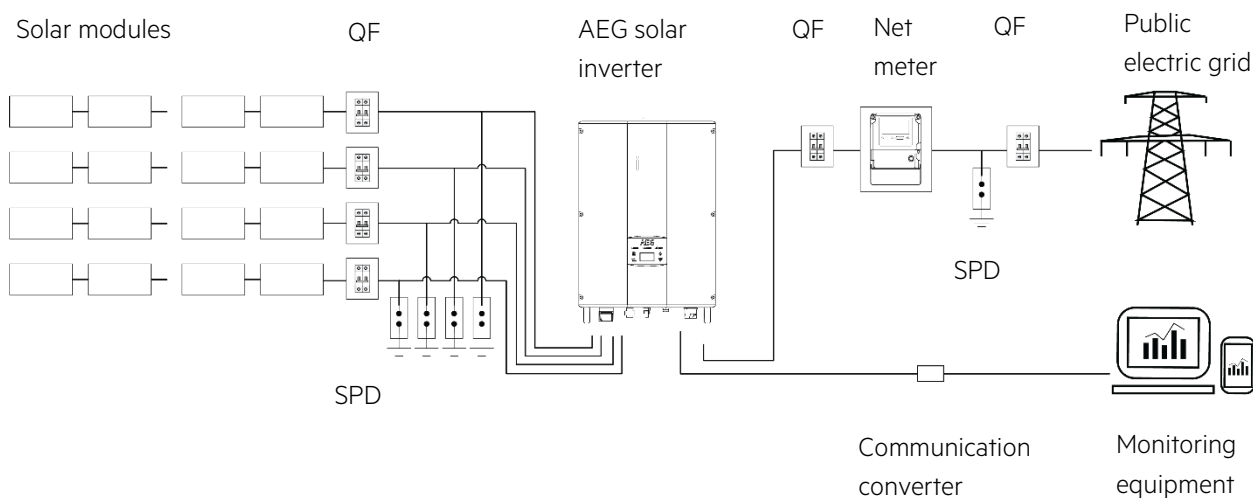 Solar modules
QF
AEG solar
inverter
QF
Net
meter
QF
Public
electric grid
AEG
SPD
SPD
Communication
converter
Monitoring
equipment